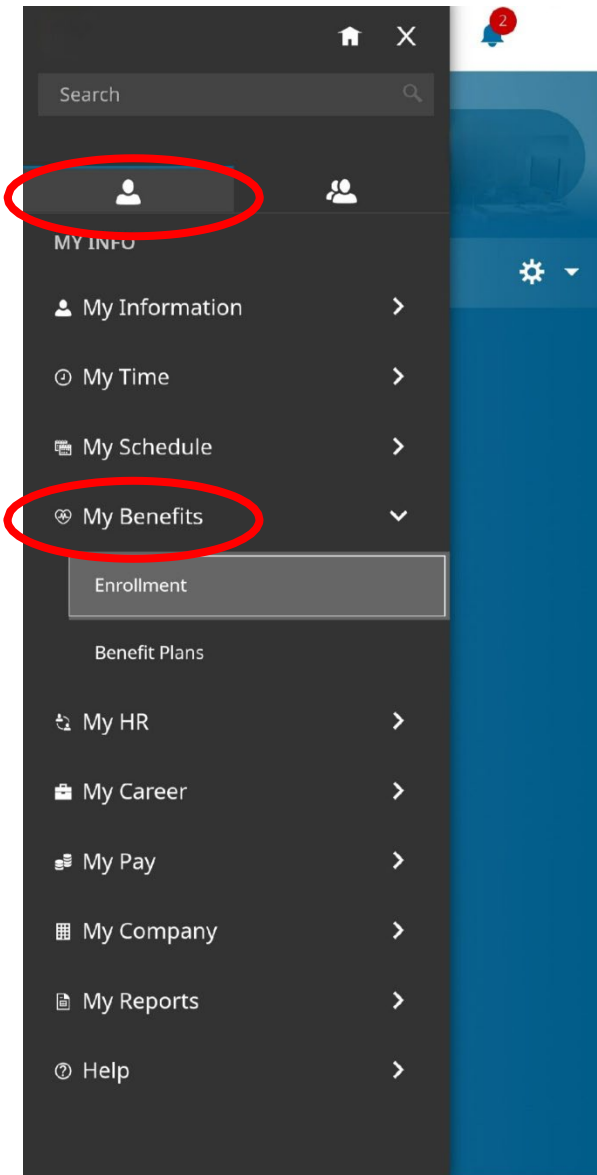 X
2
Search
MY INFO
My Information
My Time
My Schedule
My Benefits
Enrollment
Benefit Plans
My HR
My Career
My Pay
My Company
My Reports
Help